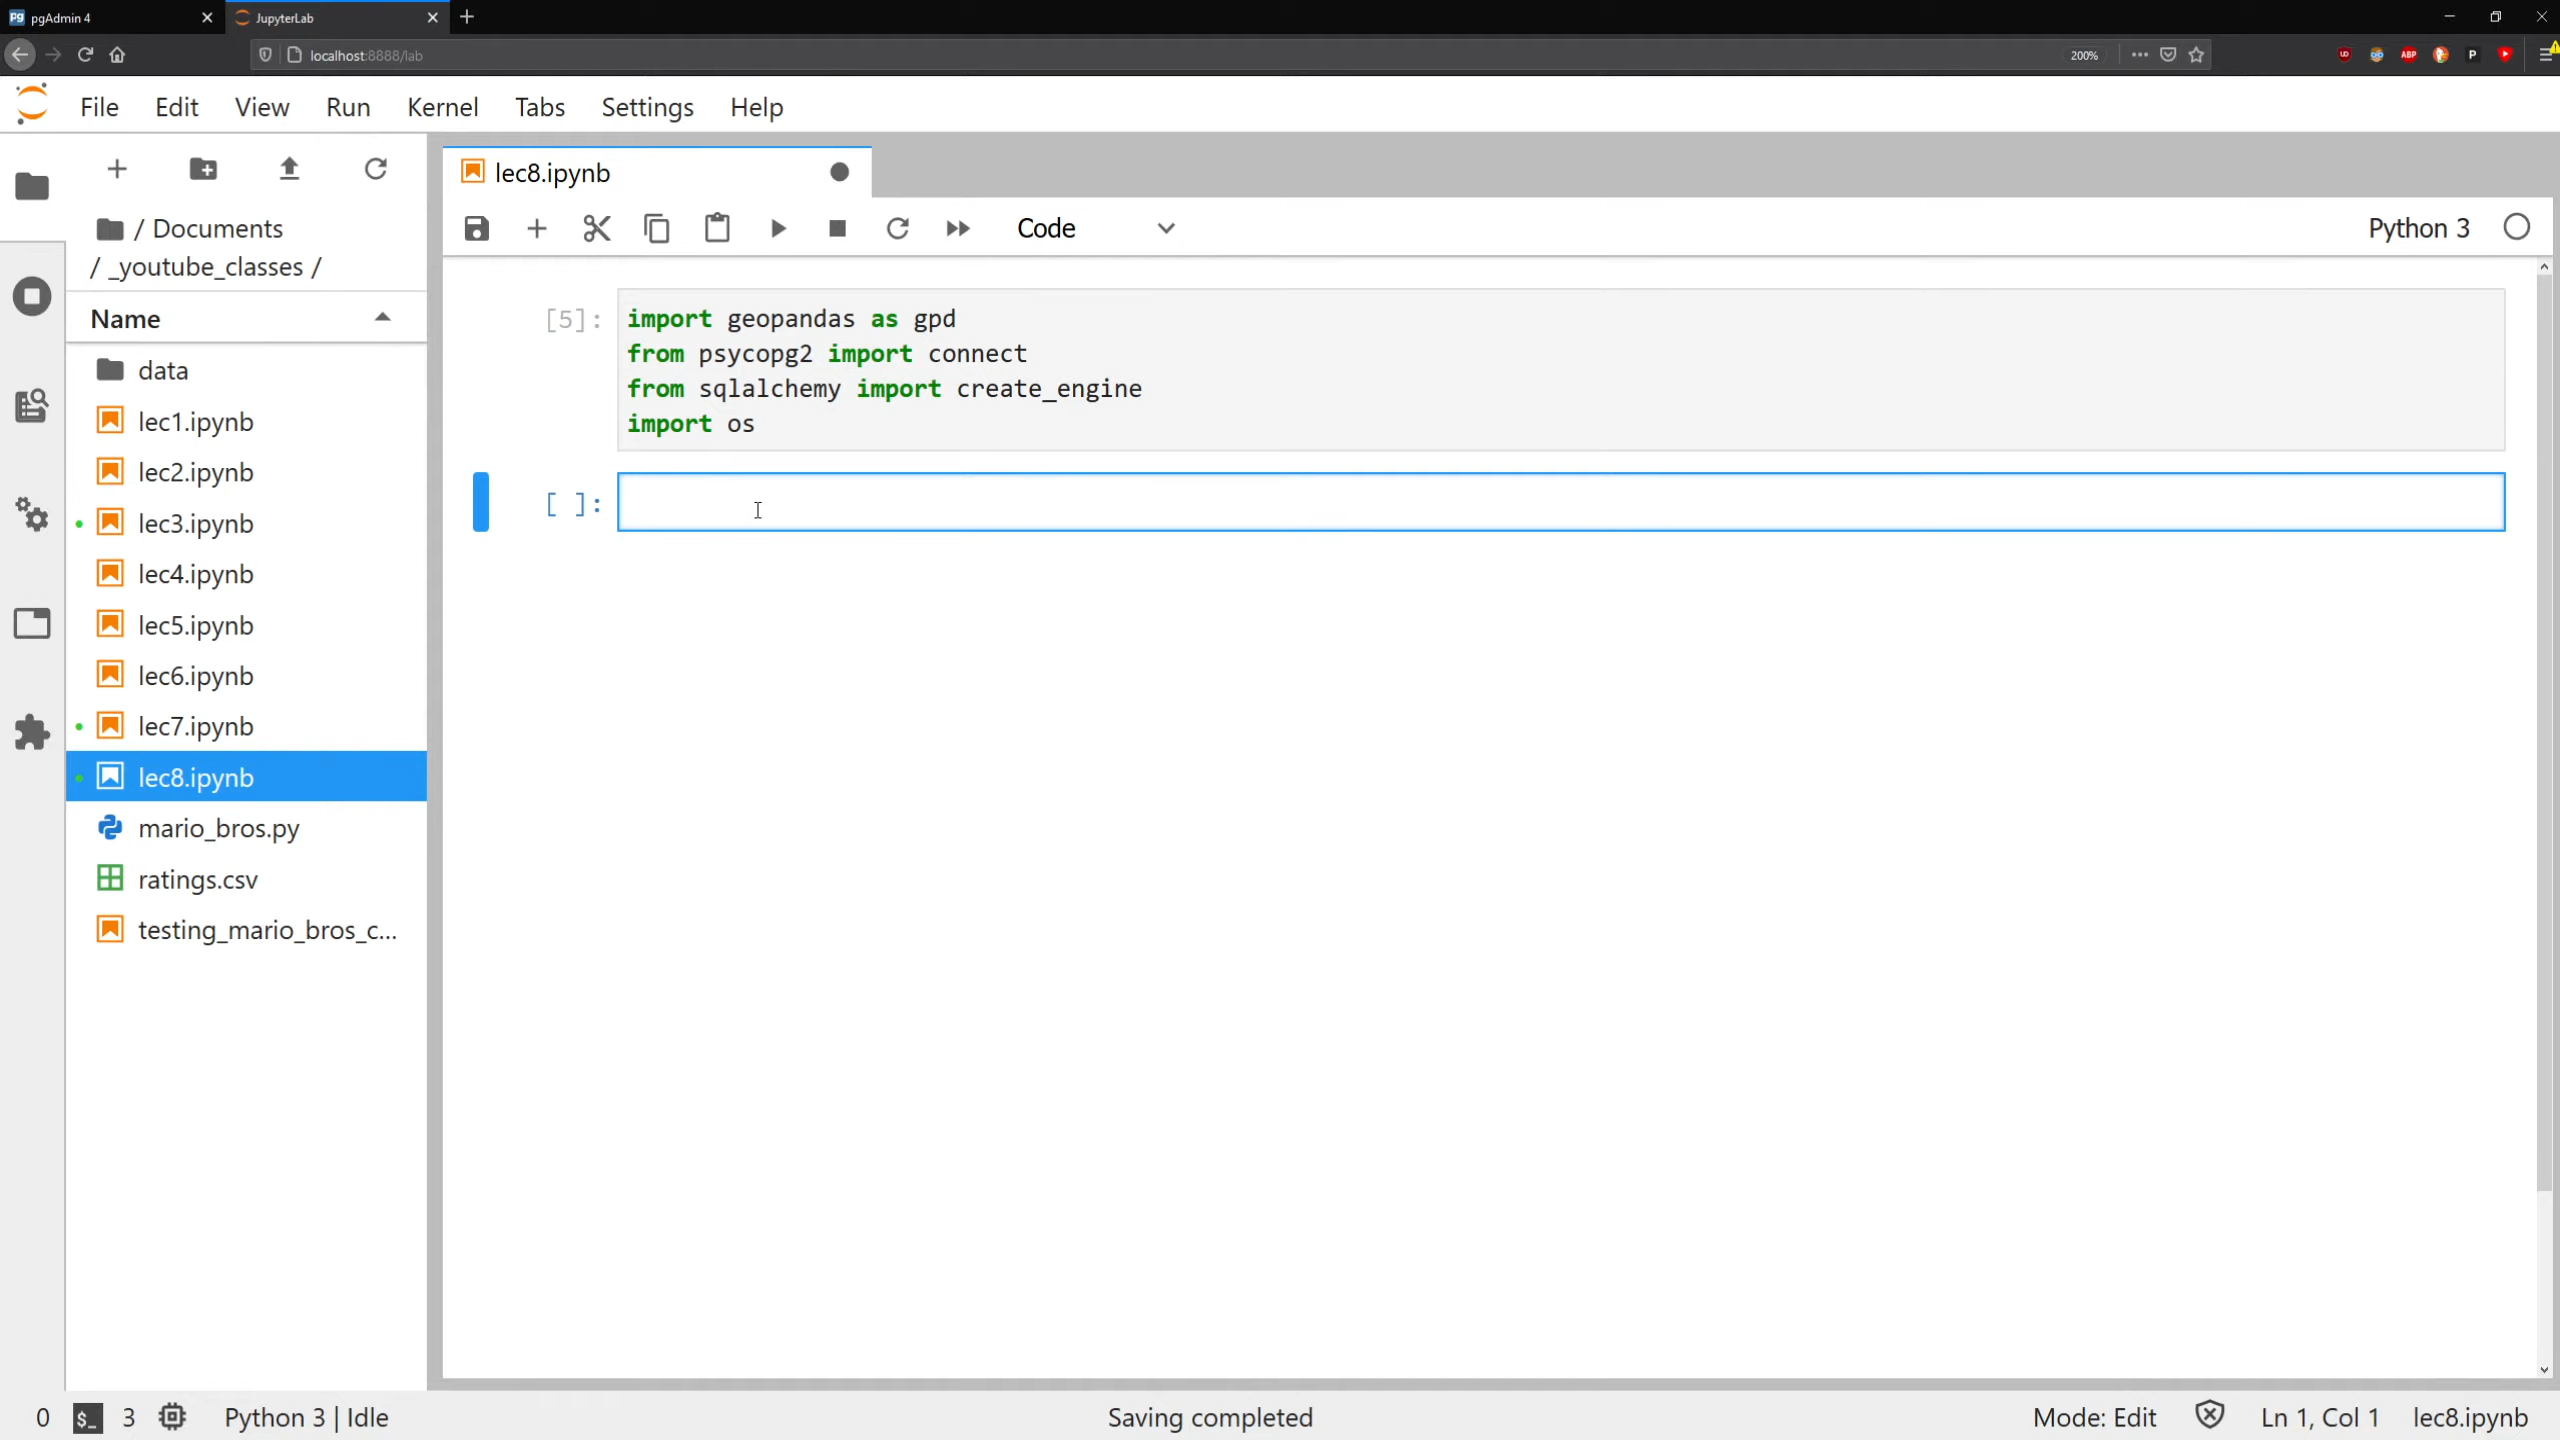 pgAdmin 4
JupyterLab
localhost:8888/lab
200%
File Edit View Run Kernel Tabs Settings Help
/ Documents
/ _youtube_classes /
Name
data
lec1.ipynb
lec2.ipynb
lec3.ipynb
lec4.ipynb
lec5.ipynb
lec6.ipynb
lec7.ipynb
lec8.ipynb
mario_bros.py
ratings.csv
testing_mario_bros_c...
lec8.ipynb
Code
Python 3
[5]:
import geopandas as gpd
from psycopg2 import connect
from sqlalchemy import create_engine
import os
[ ]:
0 $_ 3 Python 3 | Idle
Saving completed
Mode: Edit Ln 1, Col 1 lec8.ipynb